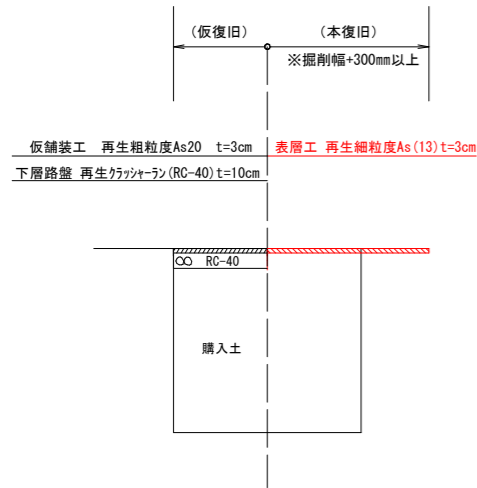 (仮復旧) (本復旧)
※掘削幅+300mm以上
仮舗装工 再生粗粒度As20 t=3cm 表層工 再生細粒度As(13)t=3cm
下層路盤 再生クラッシャーラン(RC-40)t=10cm
RC-40
購入土